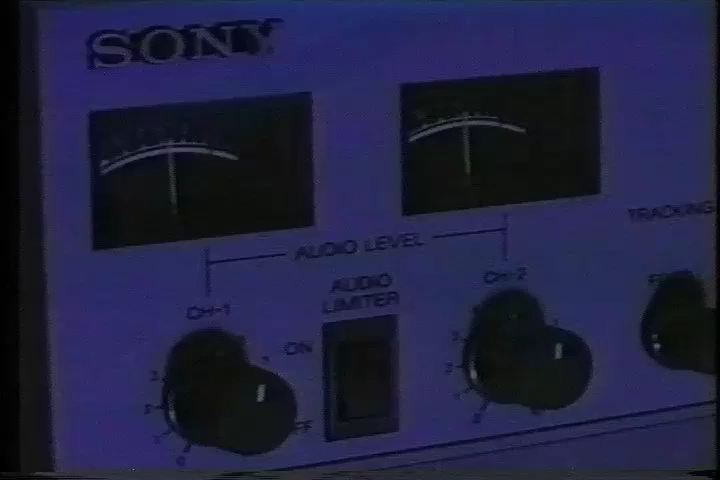 SONY
AUDIO LEVEL
TRACKING
AUDIO
LIMITER
CH-1
CH-2
ON